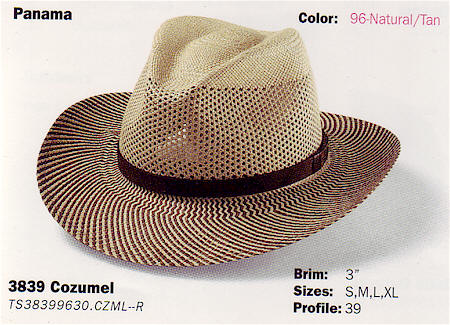 Panama
Color: 96-Natural/Tan
3839 Cozumel
TS38399630.CZML--R
Brim: 3"
Sizes: S,M,L,XL
Profile: 39